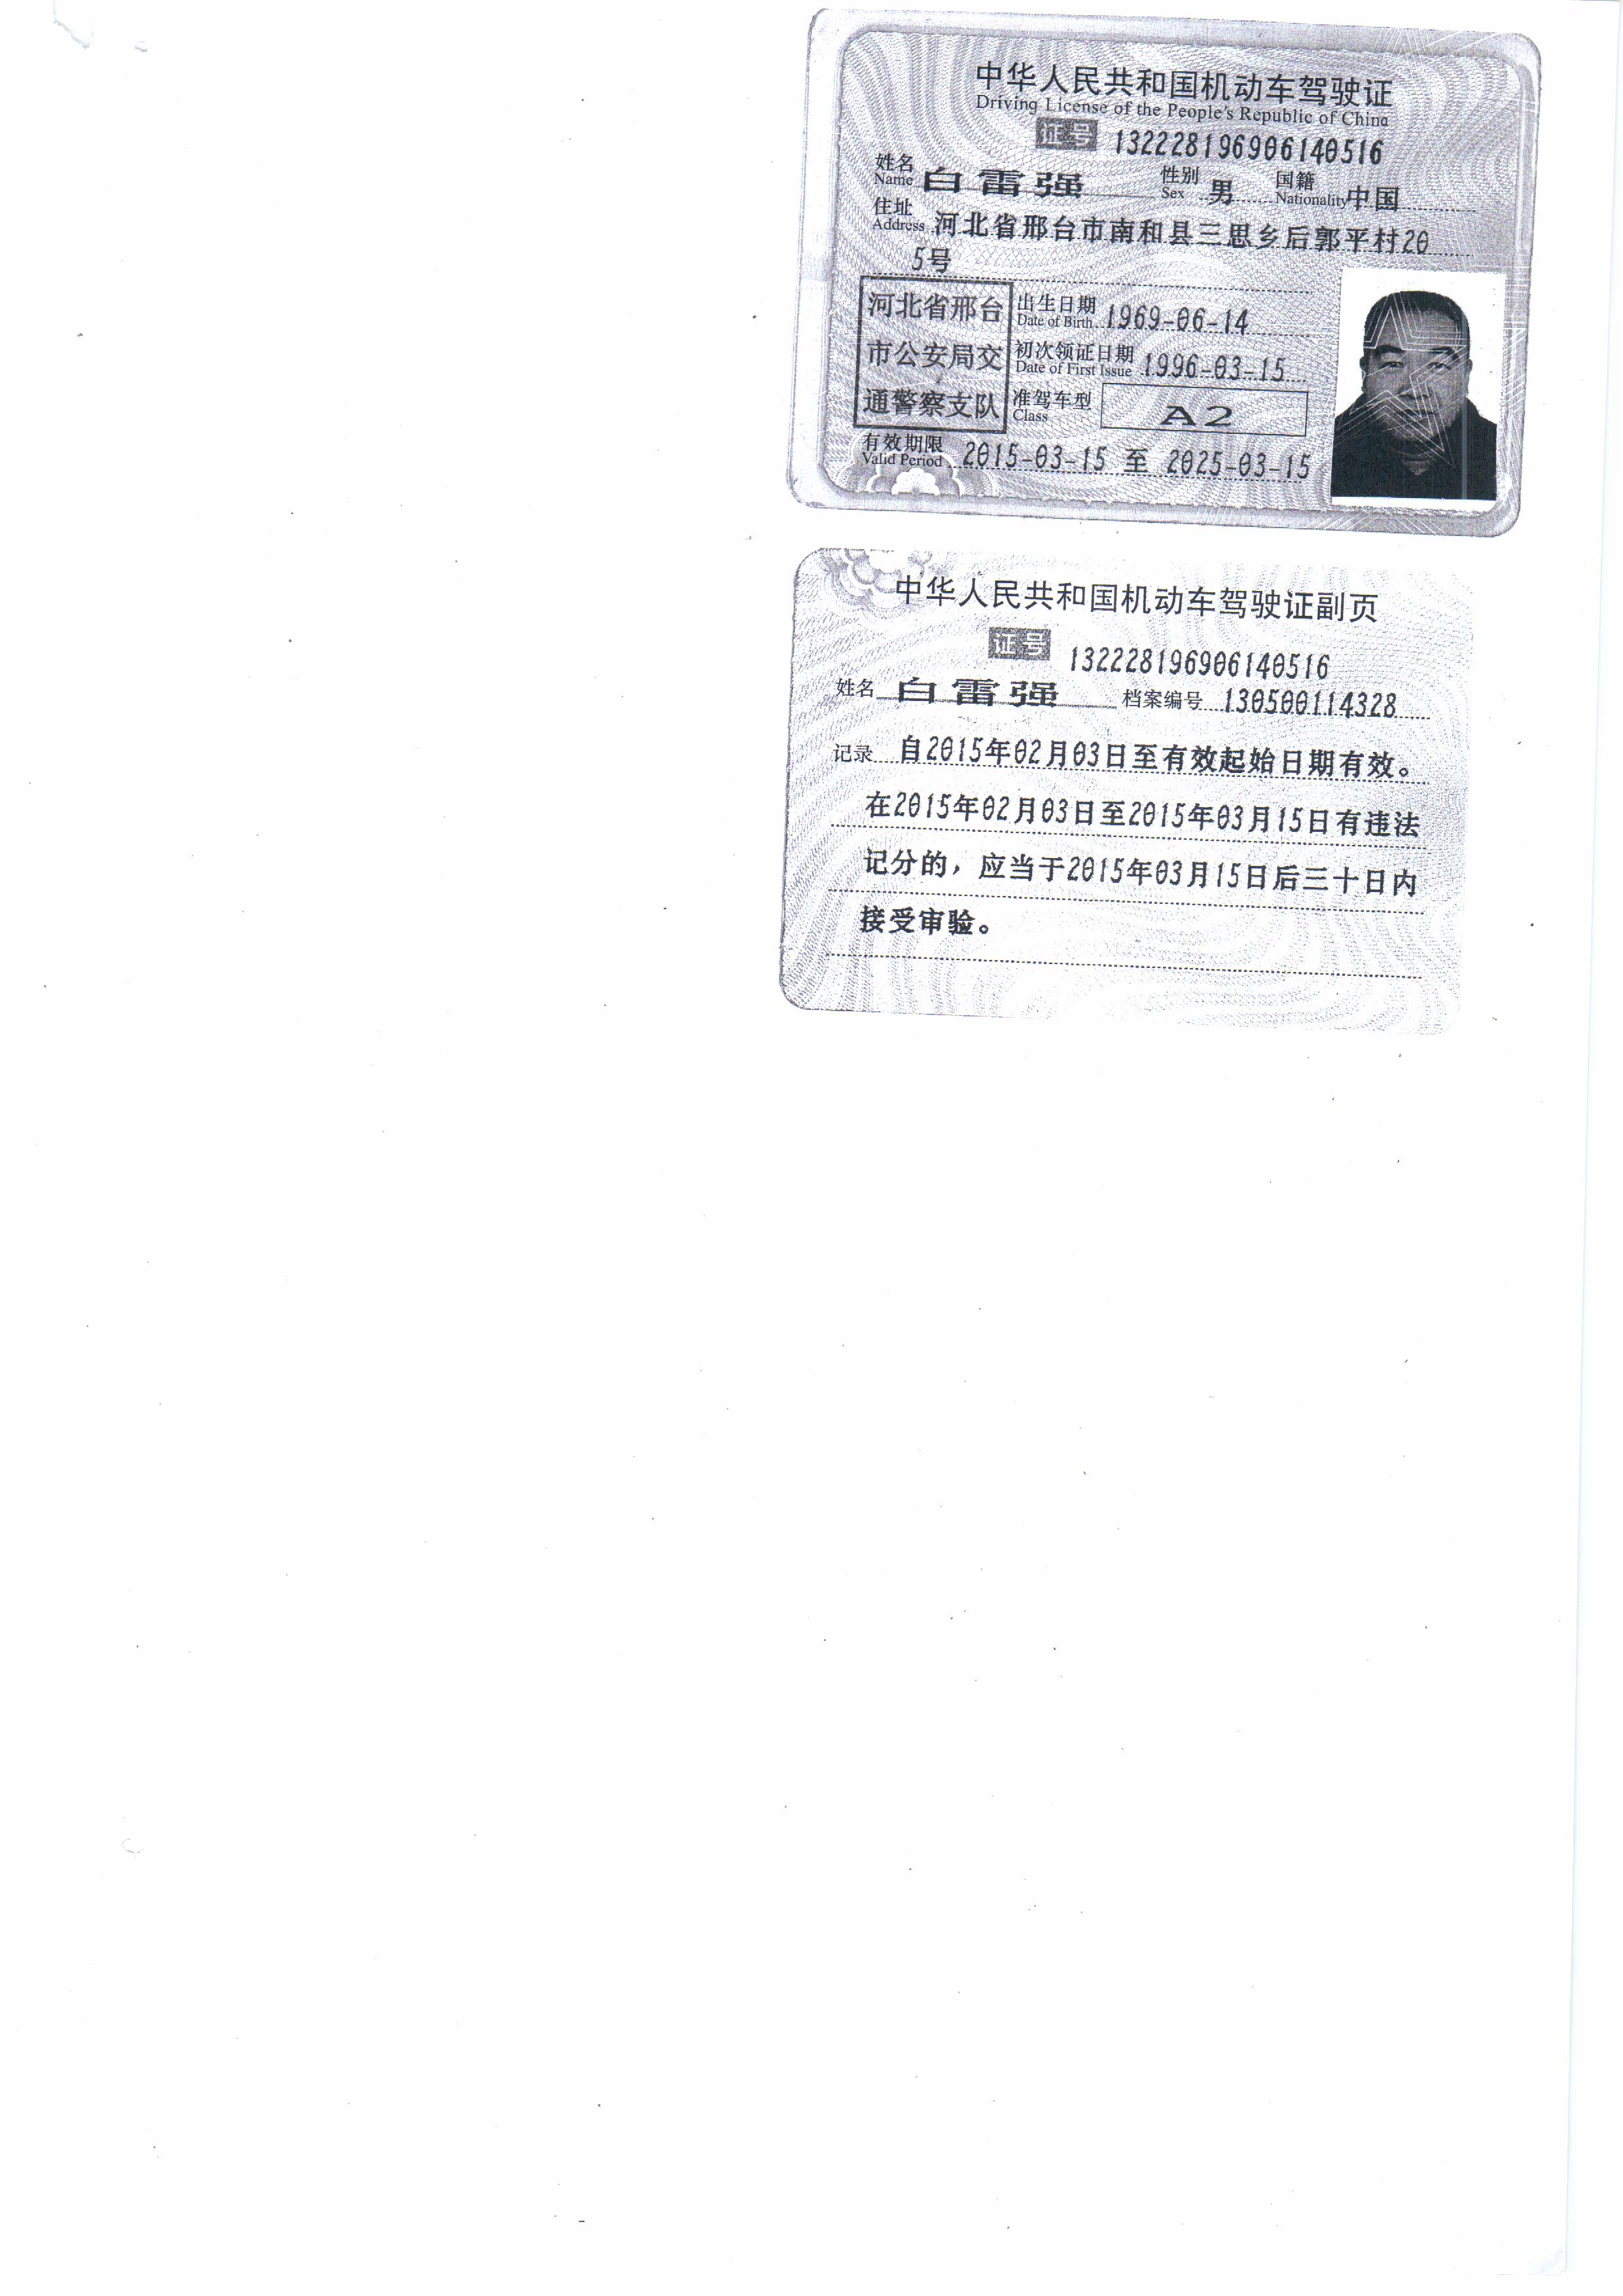 中华人民共和国机动车驾驶证
Driving License of the People's Republic of China
证号 132228196906140516
姓名 Name 白雷强 性别 Sex 男 国籍 Nationality 中国
住址 Address 河北省邢台市南和县三思乡后郭平村20
5号
河北省邢台
市公安局交
通警察支队
出生日期 Date of Birth 1969-06-14
初次领证日期 Date of First Issue 1996-03-15
准驾车型 Class A2
有效期限 Valid Period 2015-03-15 至 2025-03-15
中华人民共和国机动车驾驶证副页
证号 132228196906140516
姓名 白雷强 档案编号 130500114328
记录 自2015年02月03日至有效起始日期有效。
在2015年02月03日至2015年03月15日有违法
记分的，应当于2015年03月15日后三十日内
接受审验。